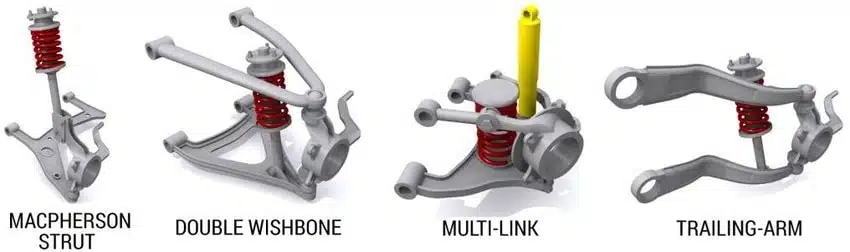 MACPHERSON
STRUT
DOUBLE WISHBONE
MULTI-LINK
TRAILING-ARM